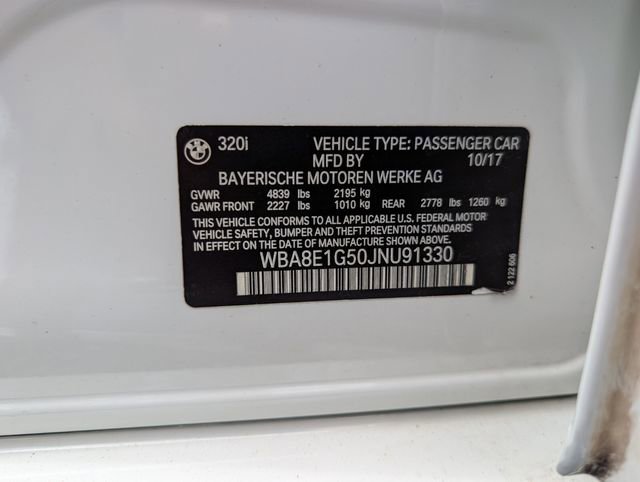 BMW 320i VEHICLE TYPE: PASSENGER CAR
MFD BY 10/17
BAYERISCHE MOTOREN WERKE AG
GVWR 4839 lbs 2195 kg
GAWR FRONT 2227 lbs 1010 kg REAR 2778 lbs 1260 kg
THIS VEHICLE CONFORMS TO ALL APPLICABLE U.S. FEDERAL MOTOR
VEHICLE SAFETY, BUMPER AND THEFT PREVENTION STANDARDS
IN EFFECT ON THE DATE OF MANUFACTURE SHOWN ABOVE.
WBA8E1G50JNU91330
2 122 606